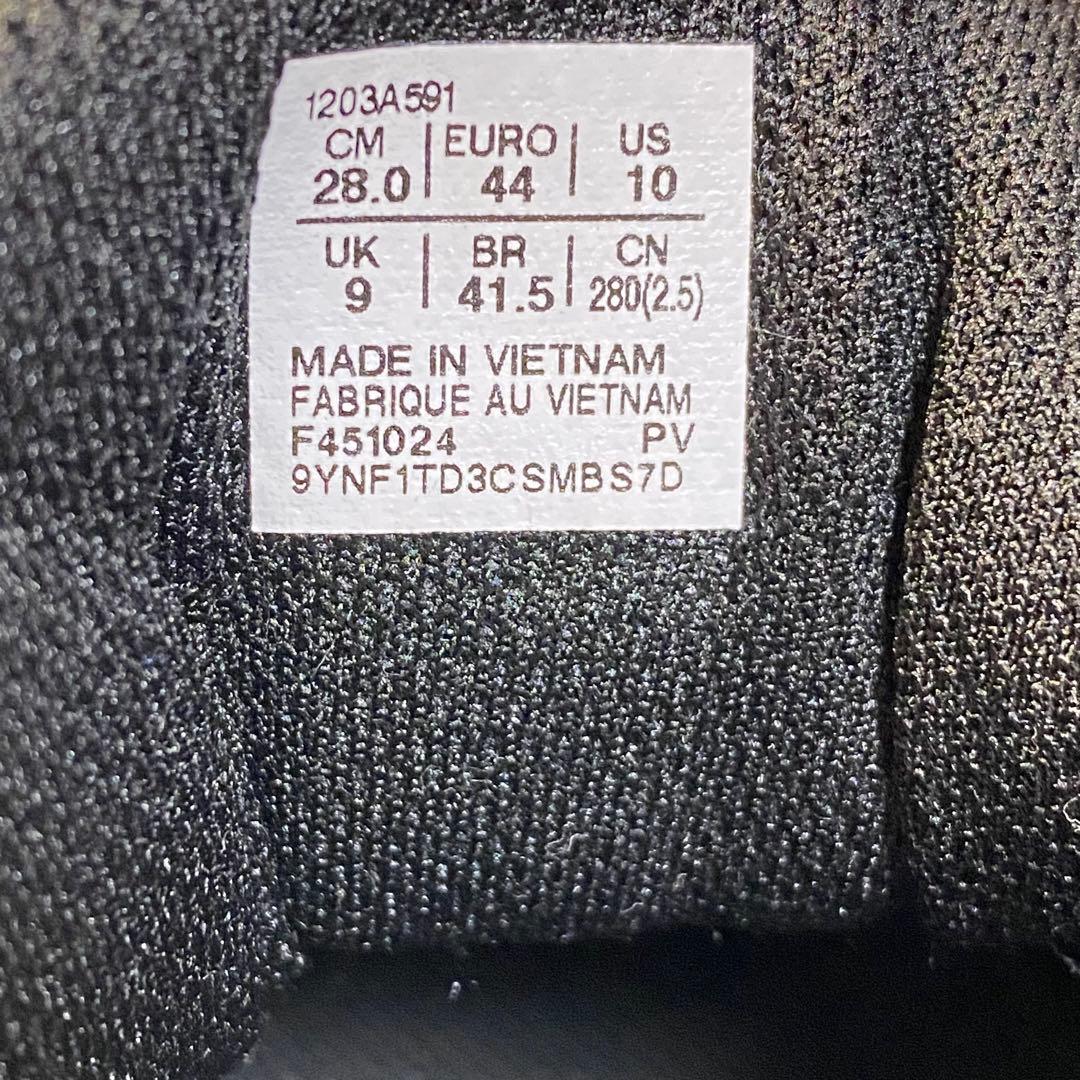 1203A591
CM | EURO | US
28.0 | 44 | 10
UK | BR | CN
9 | 41.5 | 280(2.5)
MADE IN VIETNAM
FABRIQUE AU VIETNAM
F451024 PV
9YNF1TD3CSMBS7D